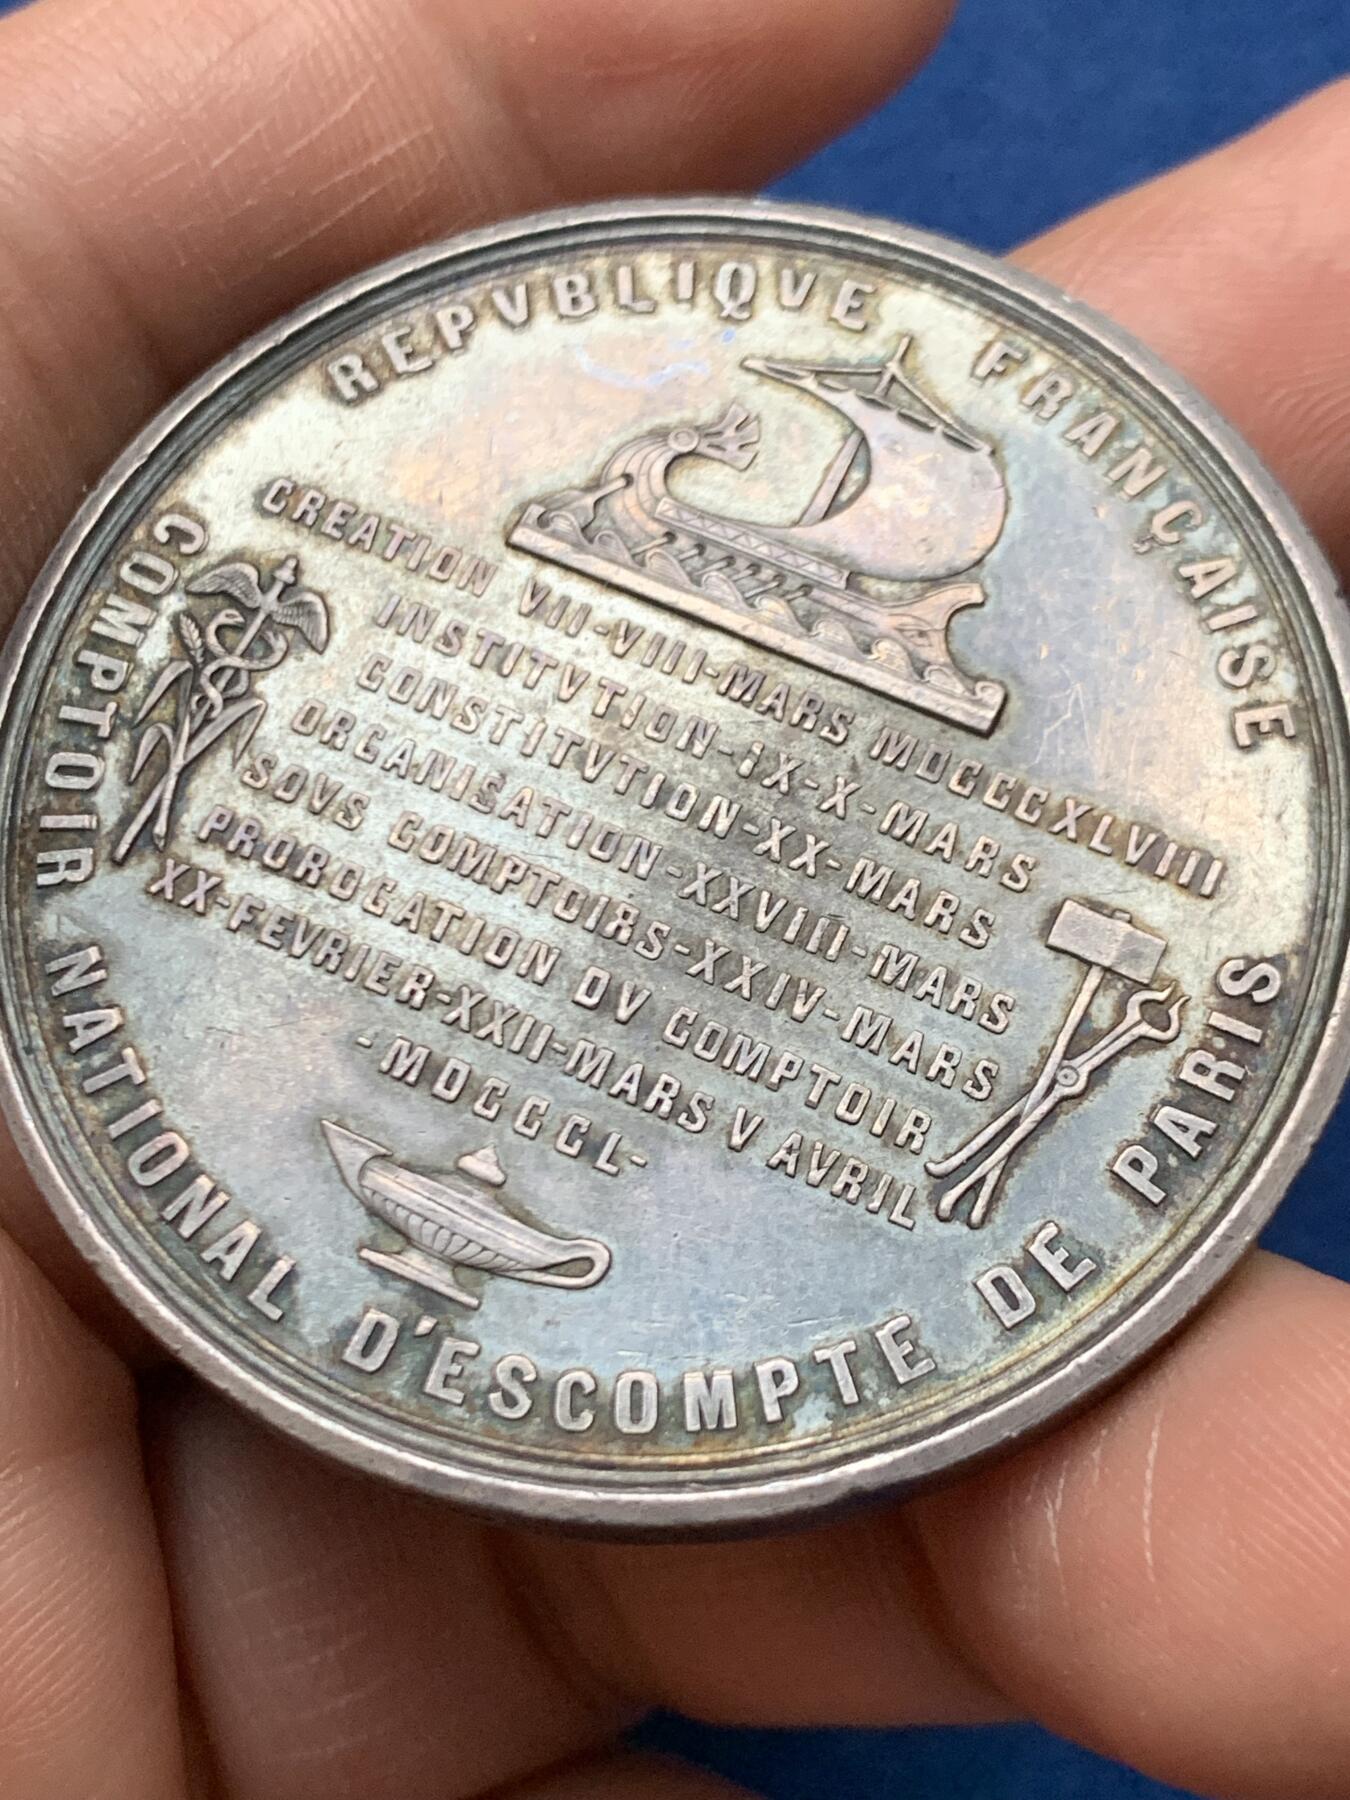 REPVBLIQVE FRANÇAISE
CREATION VII-VIII-MARS MDCCCXLVIII
INSTITVTION-IX-X-MARS
CONSTITVTION-XX-MARS
ORGANISATION-XXVIII-MARS
SOVS COMPTOIRS-XXIV-MARS
PROROGATION DV COMPTOIR
XX-FEVRIER-XXII-MARS V AVRIL
-MDCCCL-
COMPTOIR NATIONAL D'ESCOMPTE DE PARIS